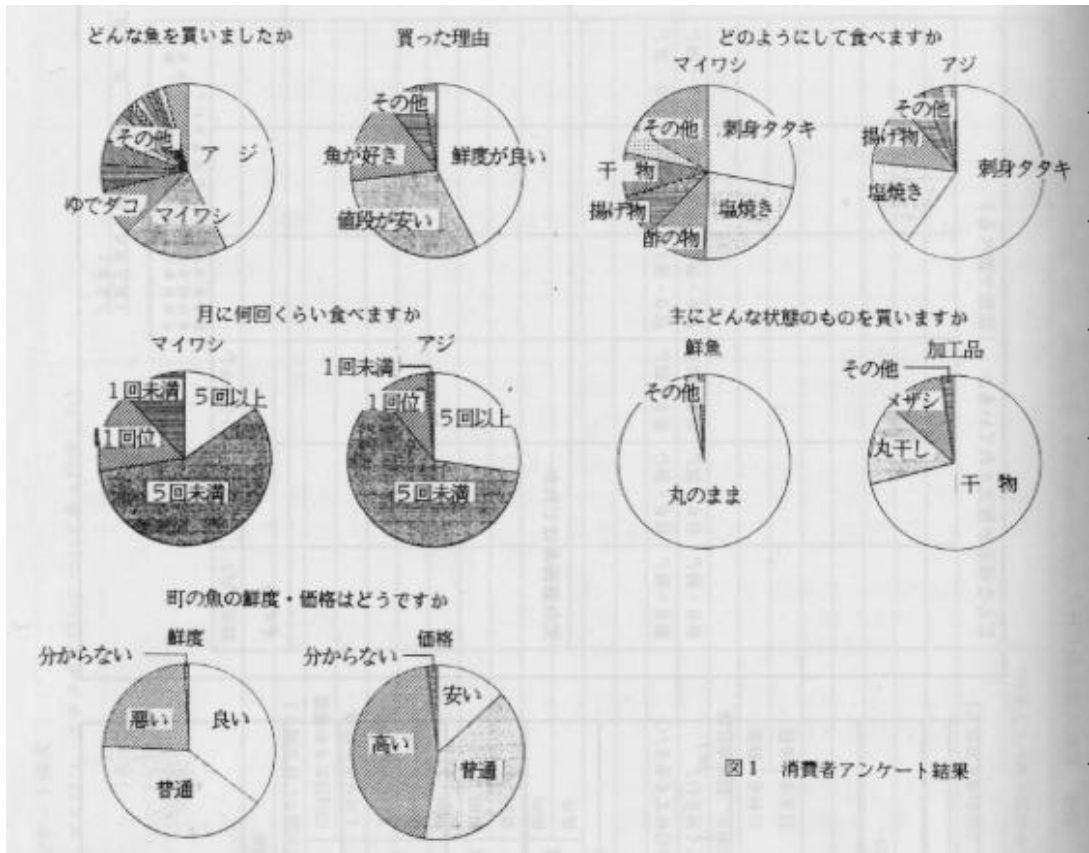 どんな魚を買いましたか
その他
ア ジ
ゆでダコ
マイワシ
買った理由
その他
魚が好き
鮮度が良い
値段が安い
どのようにして食べますか
マイワシ
その他
刺身タタキ
干 物
揚げ物
塩焼き
酢の物
アジ
その他
揚げ物
刺身タタキ
塩焼き
月に何回くらい食べますか
マイワシ
1回未満
5回以上
1回位
5回未満
アジ
1回未満
1回位
5回以上
5回未満
主にどんな状態のものを買いますか
鮮魚
その他
丸のまま
加工品
その他
メザシ
丸干し
干 物
町の魚の鮮度・価格はどうですか
鮮度
分からない
悪い
良い
普通
価格
分からない
安い
高い
普通
図1 消費者アンケート結果